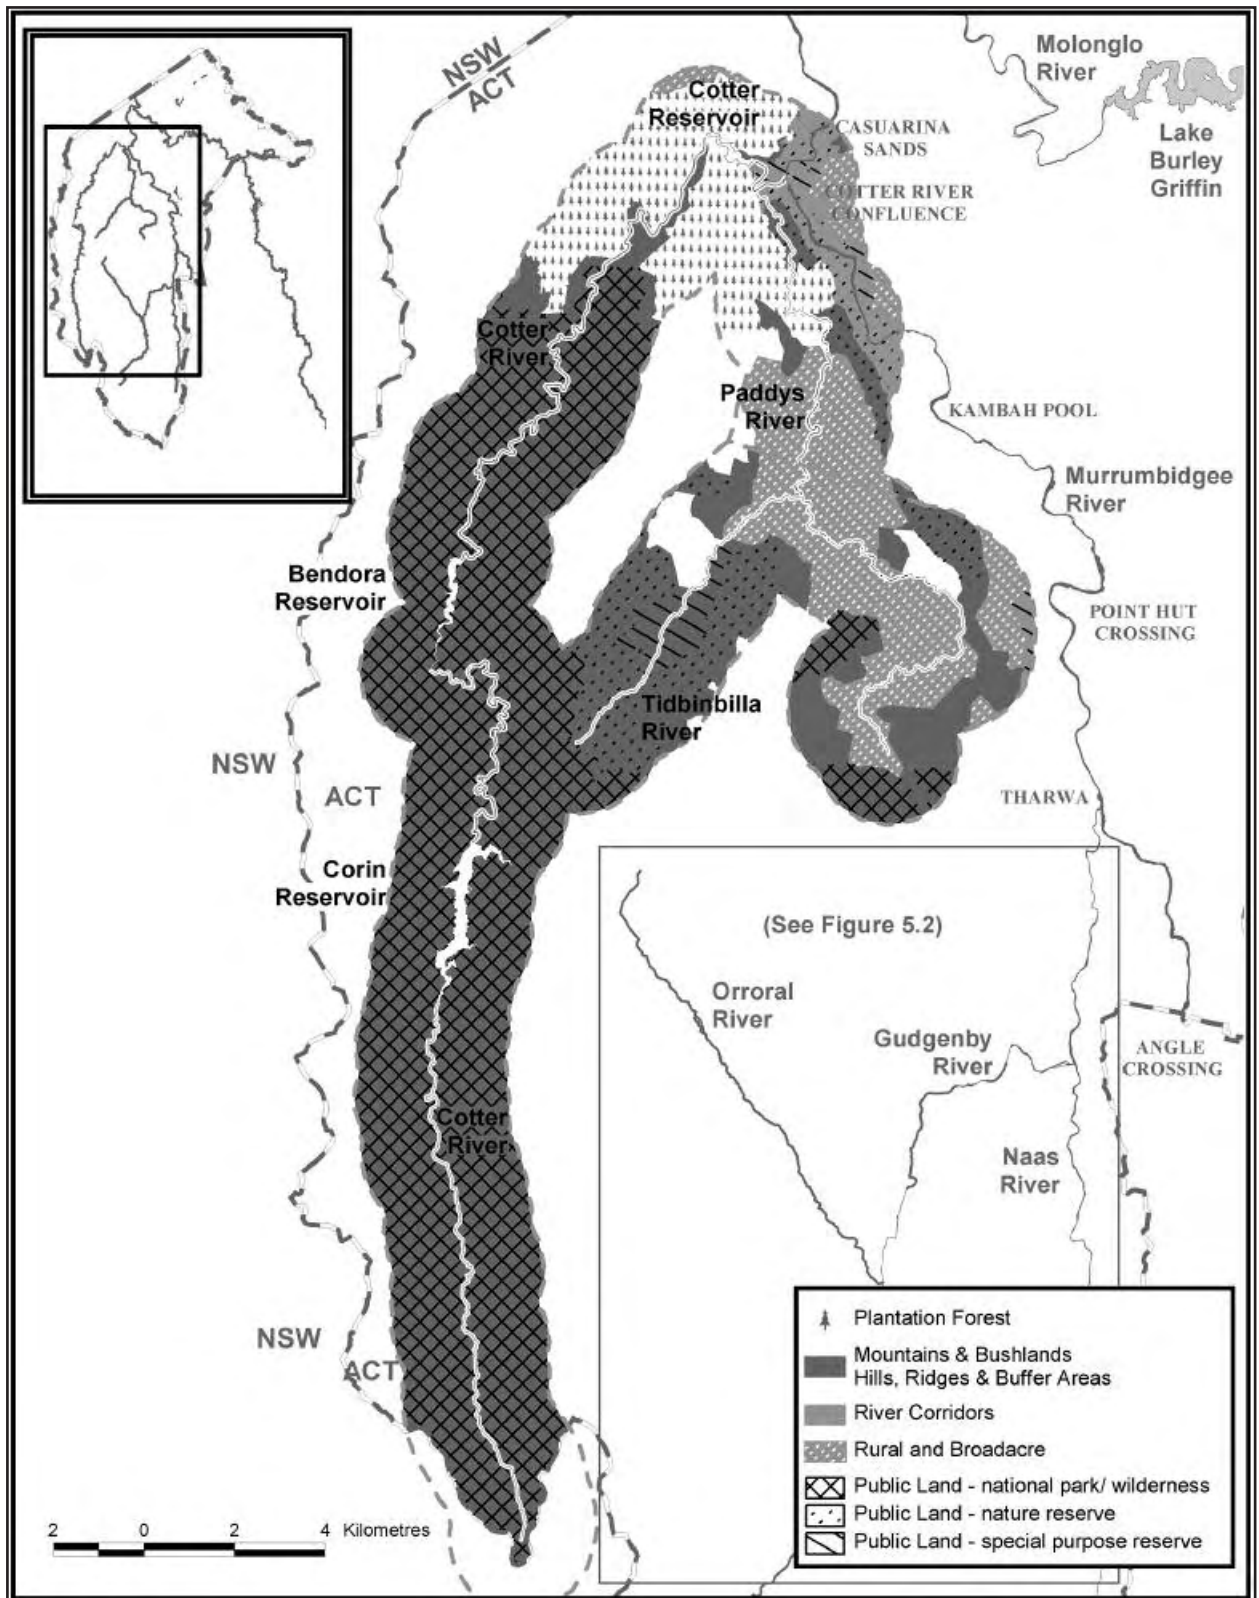 NSW
ACT
Cotter
Reservoir
Molonglo
River
Lake
Burley
Griffin
CASUARINA
SANDS
COTTER RIVER
CONFLUENCE
Cotter
River
Paddys
River
KAMBAH POOL
Murrumbidgee
River
Bendora
Reservoir
POINT HUT
CROSSING
Tidbinbilla
River
NSW
ACT
THARWA
Corin
Reservoir
(See Figure 5.2)
Orroral
River
Gudgenby
River
ANGLE
CROSSING
Cotter
River
Naas
River
NSW
ACT
Plantation Forest
Mountains & Bushlands
Hills, Ridges & Buffer Areas
River Corridors
Rural and Broadacre
Public Land - national park/ wilderness
Public Land - nature reserve
Public Land - special purpose reserve
2 0 2 4 Kilometres